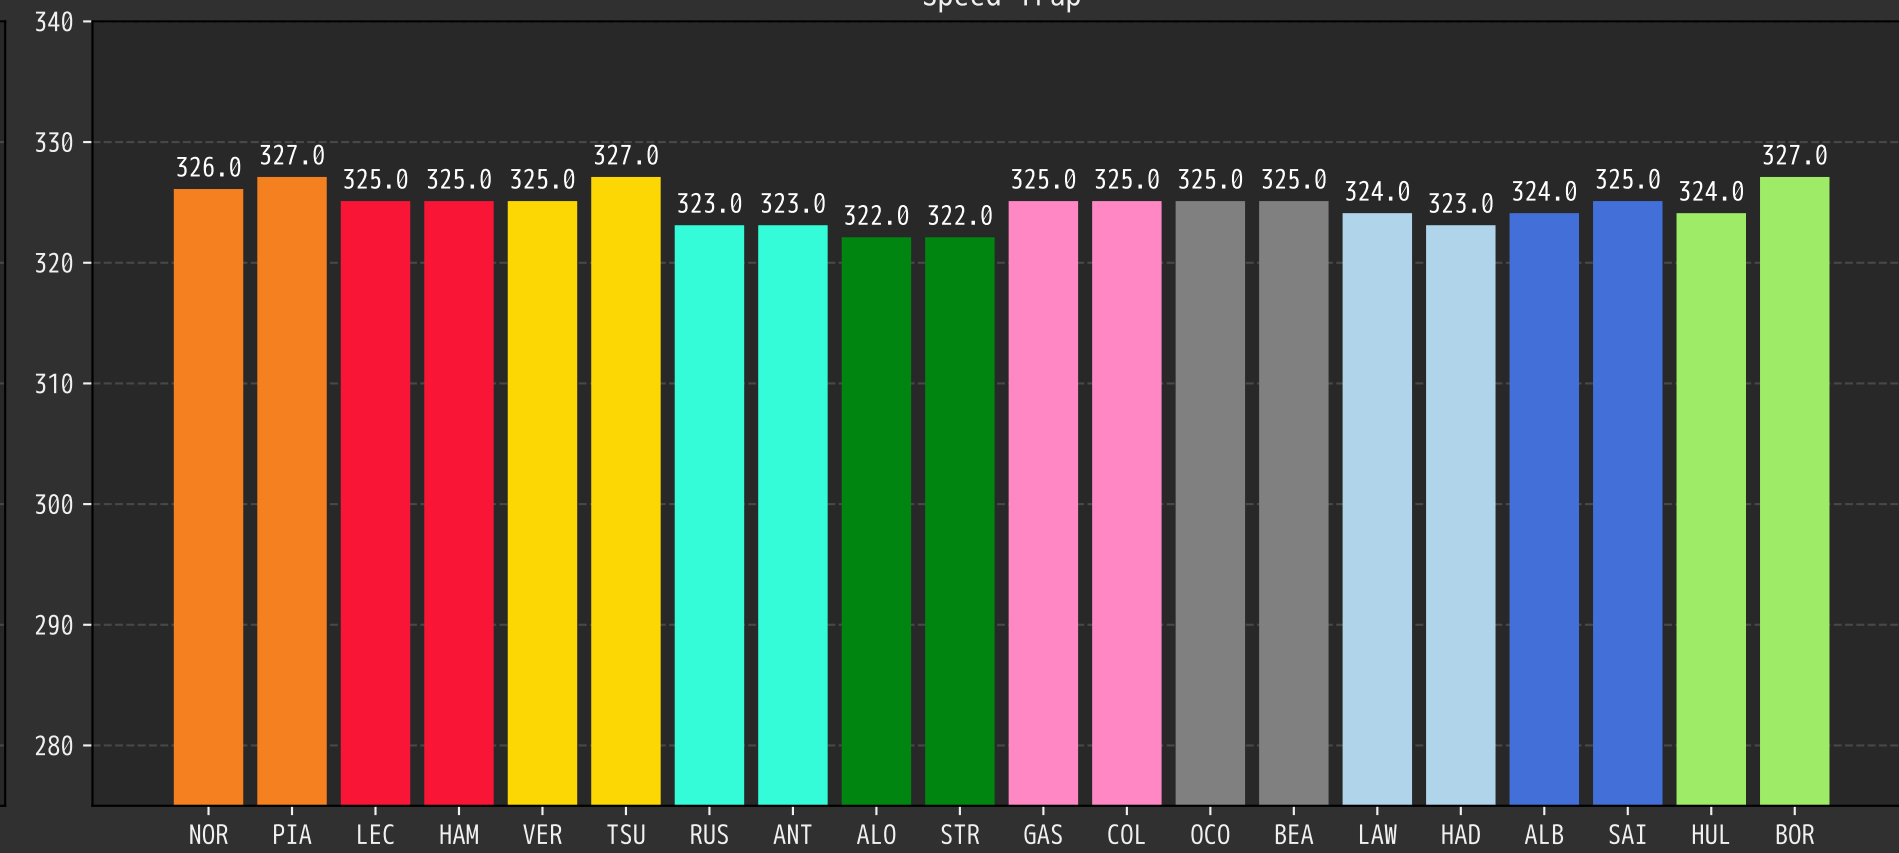 Speed Trap
340
330
320
310
300
290
280
326.0 327.0 325.0 325.0 325.0 327.0 323.0 323.0 322.0 322.0 325.0 325.0 325.0 325.0 324.0 323.0 324.0 325.0 324.0 327.0
NOR PIA LEC HAM VER TSU RUS ANT ALO STR GAS COL OCO BEA LAW HAD ALB SAI HUL BOR